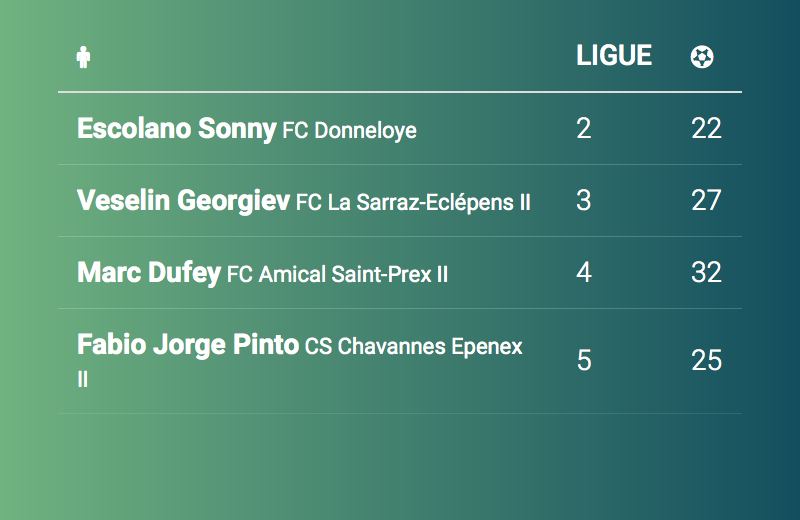 LIGUE
Escolano Sonny FC Donneloye 2 22
Veselin Georgiev FC La Sarraz-Eclépens II 3 27
Marc Dufey FC Amical Saint-Prex II 4 32
Fabio Jorge Pinto CS Chavannes Epenex 5 25
II